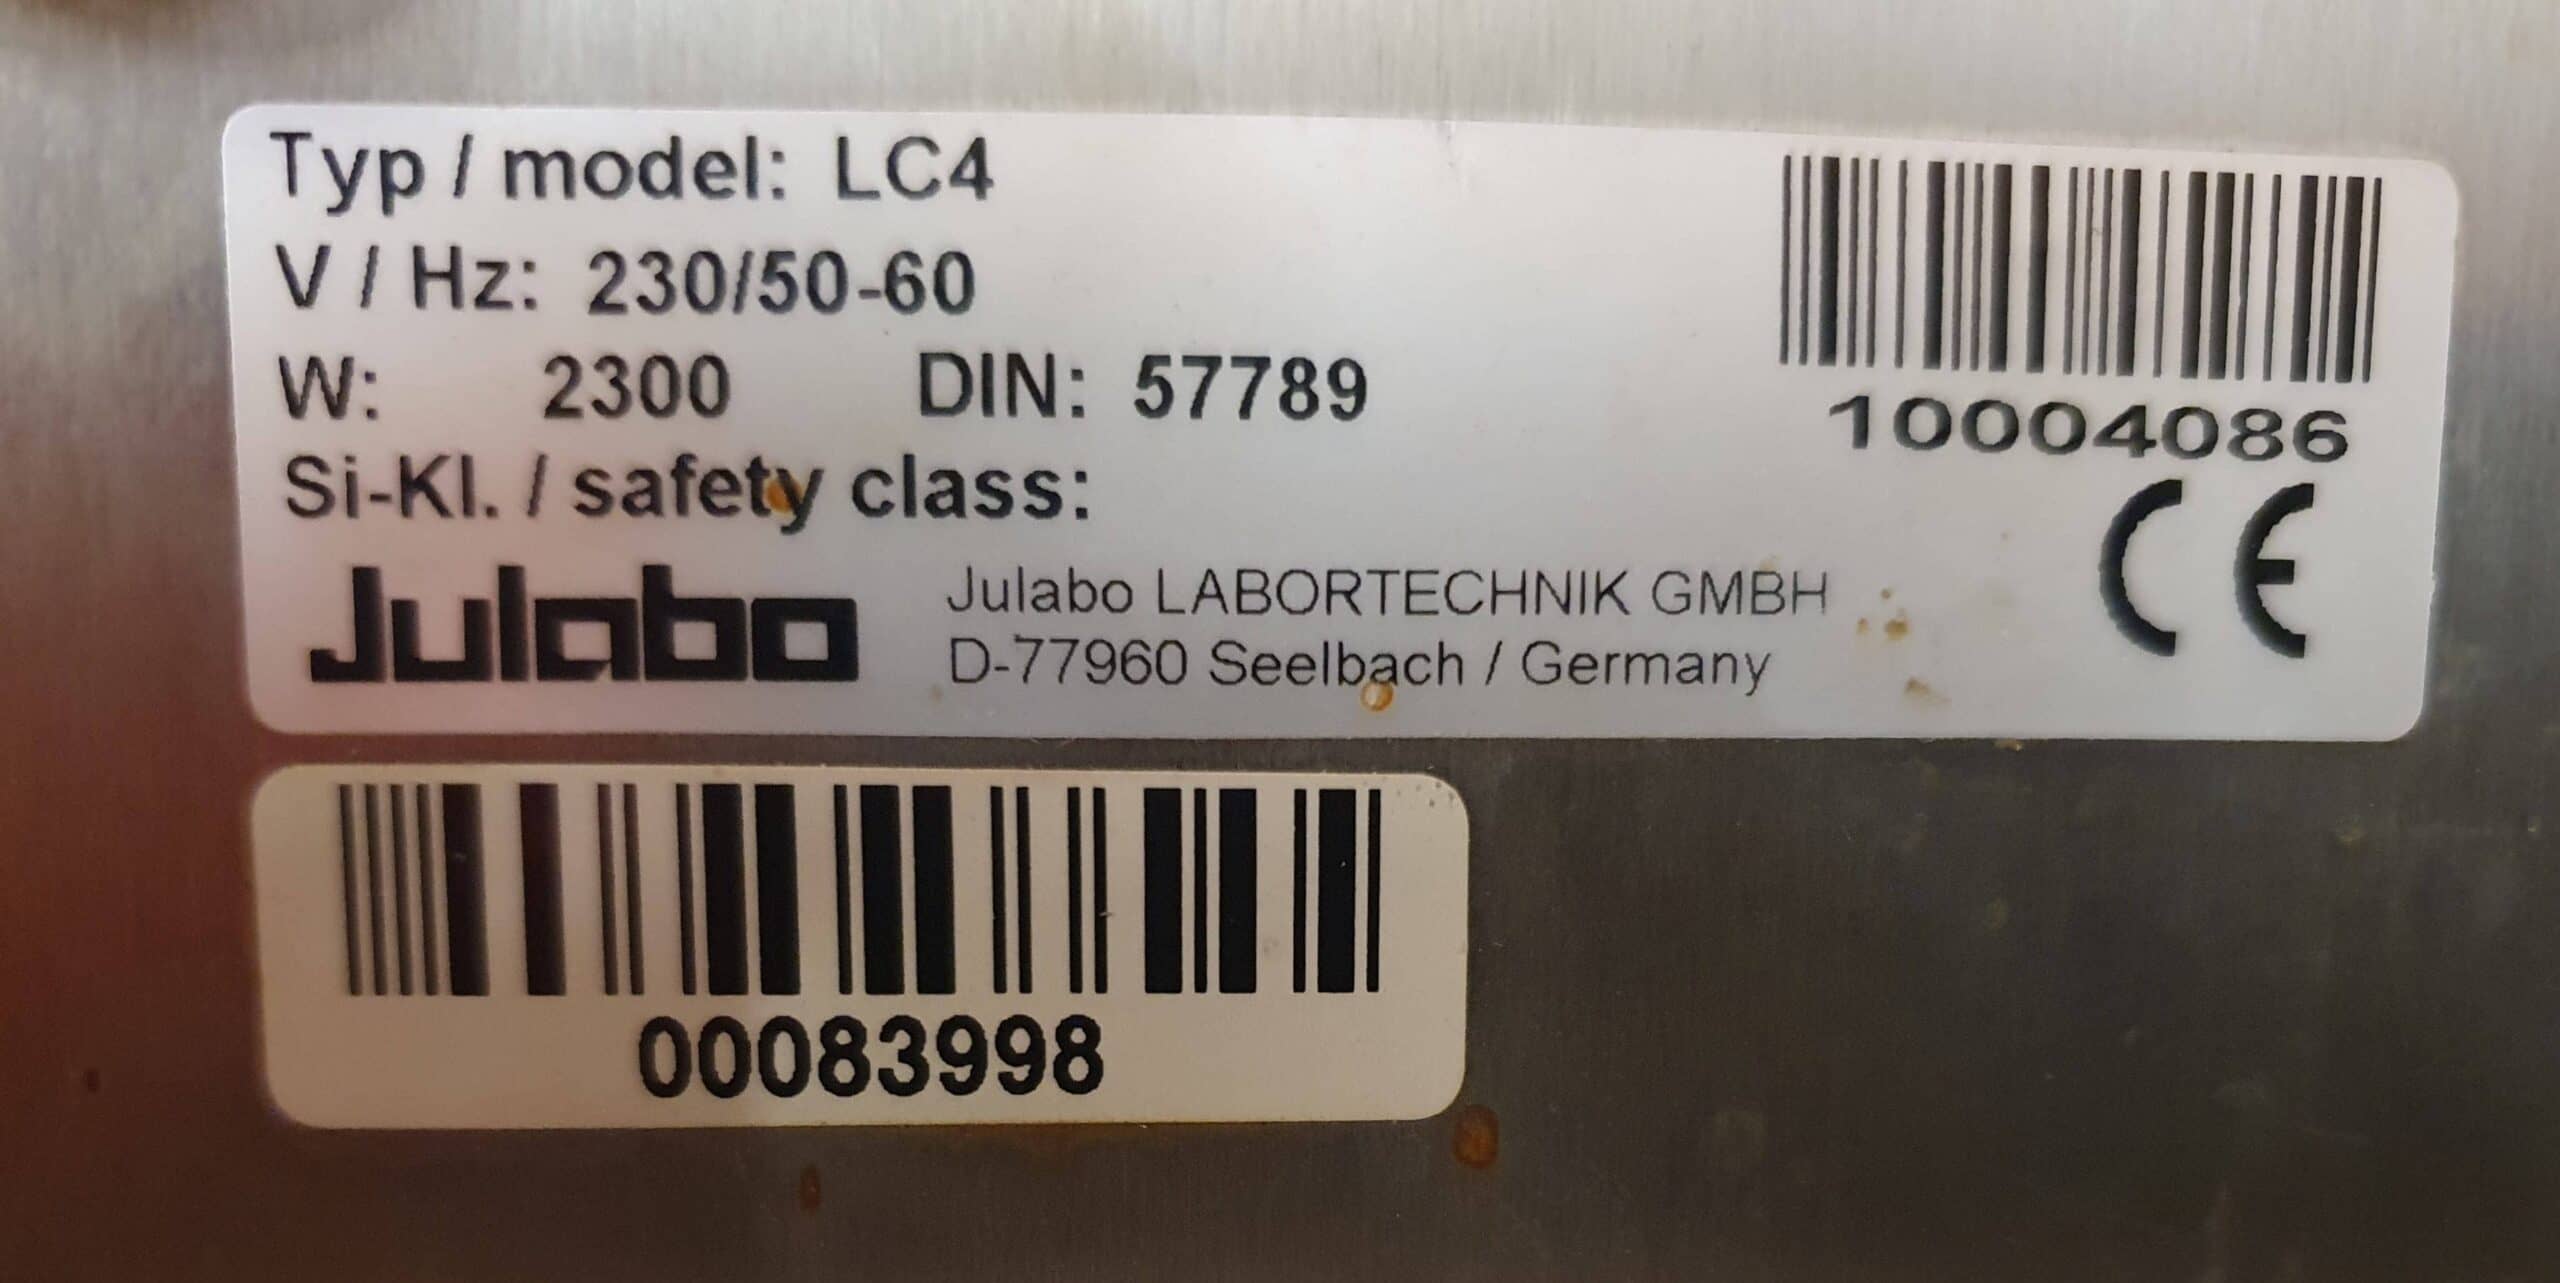 Typ / model: LC4
V / Hz: 230/50-60
W: 2300 DIN: 57789
Si-Kl. / safety class:
10004086
CE
Julabo
Julabo LABORTECHNIK GMBH
D-77960 Seelbach / Germany
00083998